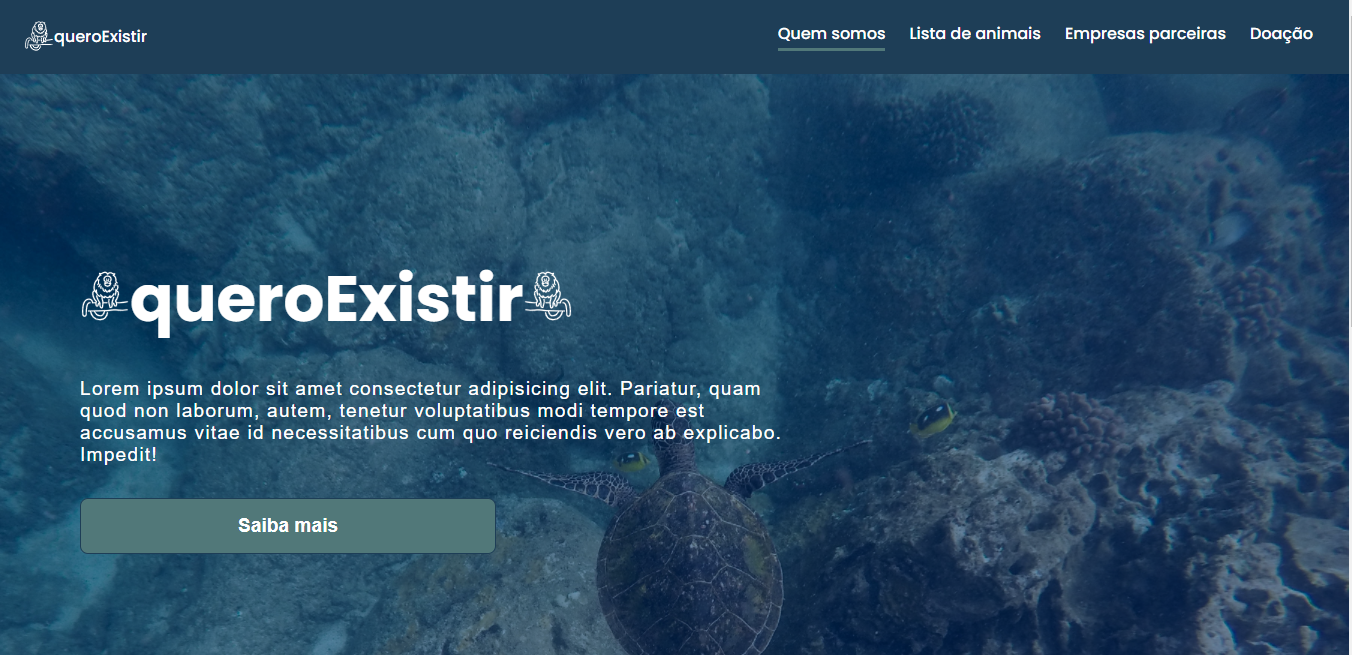 queroExistir
Quem somos
Lista de animais
Empresas parceiras
Doação
queroExistir
Lorem ipsum dolor sit amet consectetur adipisicing elit. Pariatur, quam
quod non laborum, autem, tenetur voluptatibus modi tempore est
accusamus vitae id necessitatibus cum quo reiciendis vero ab explicabo.
Impedit!
Saiba mais